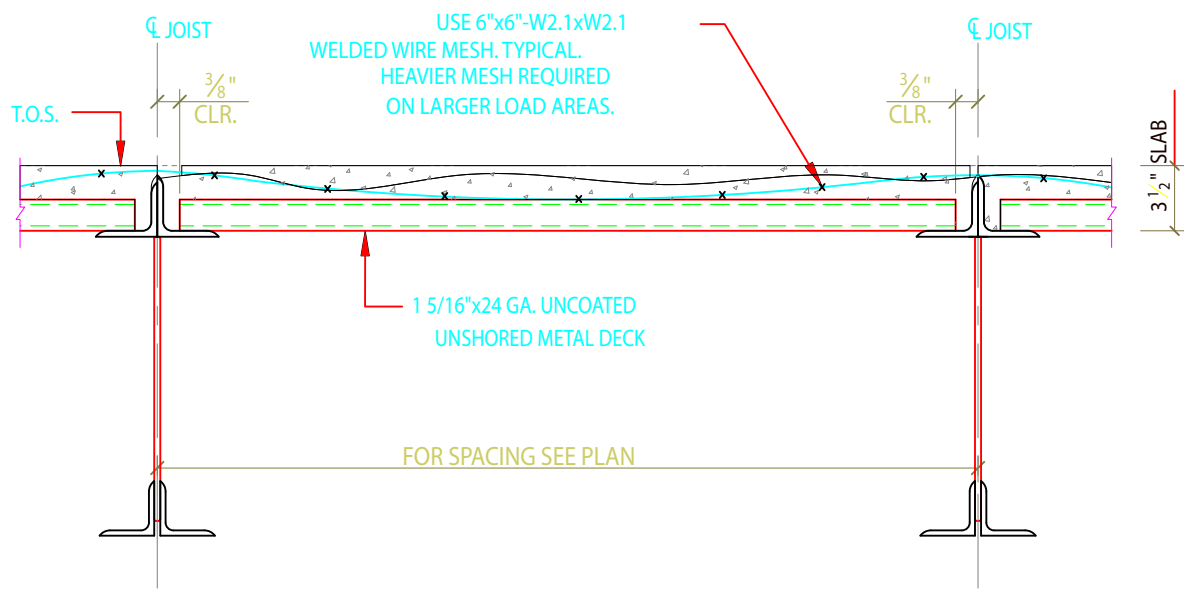 ℄ JOIST
USE 6"x6"-W2.1xW2.1
WELDED WIRE MESH. TYPICAL.
HEAVIER MESH REQUIRED
ON LARGER LOAD AREAS.
℄ JOIST
3/8"
CLR.
3/8"
CLR.
T.O.S.
3 1/2" SLAB
1 5/16"x24 GA. UNCOATED
UNSHORED METAL DECK
FOR SPACING SEE PLAN